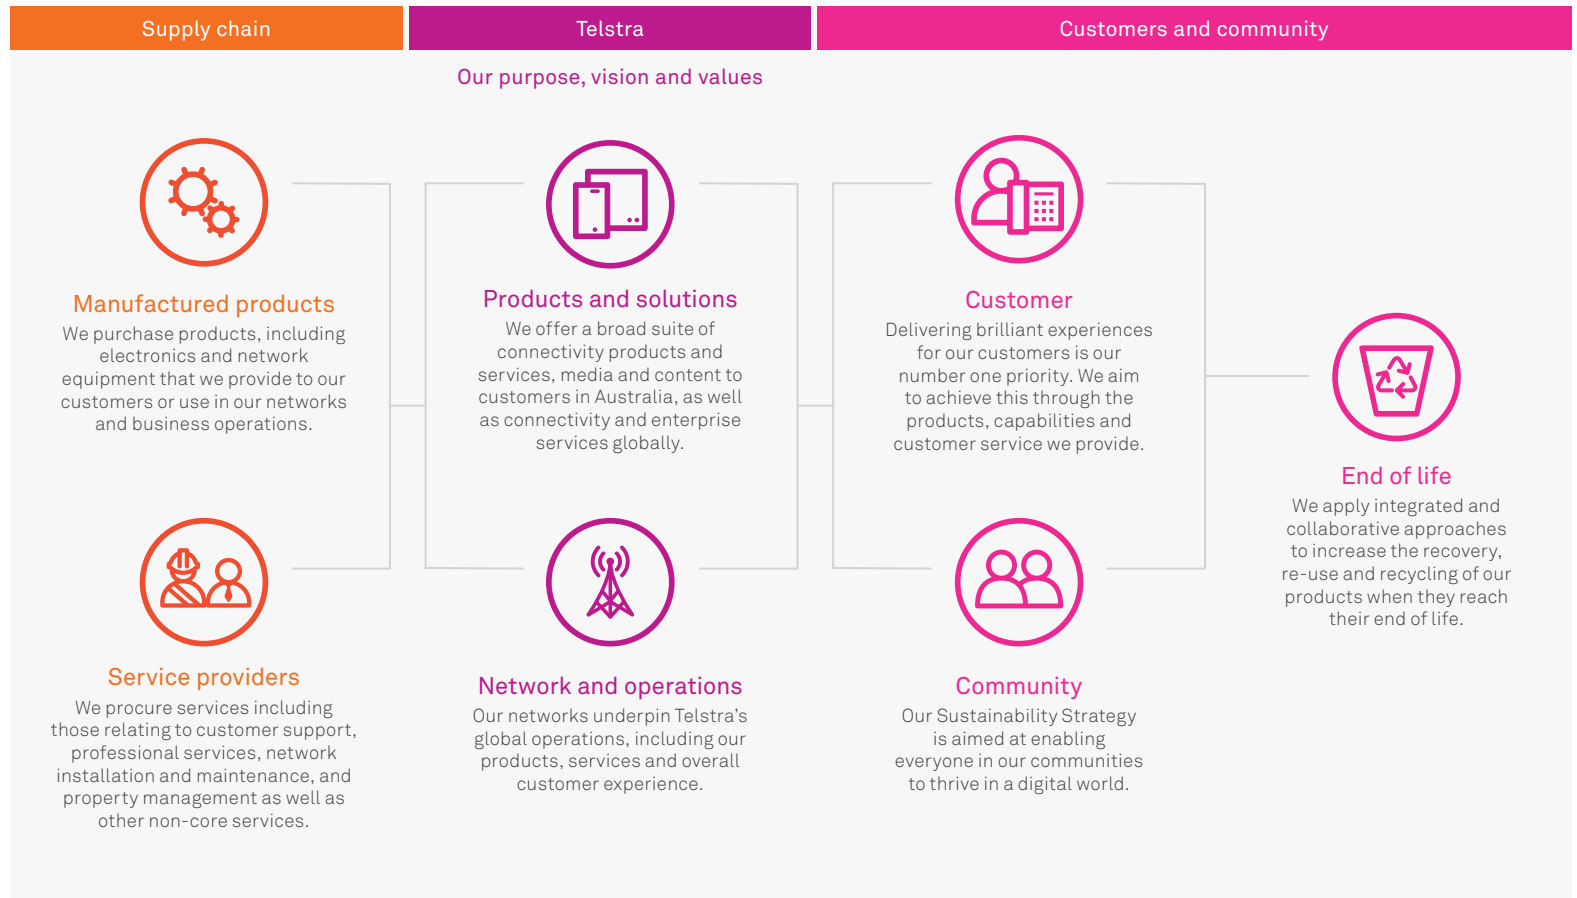 Supply chain
Telstra
Customers and community
Our purpose, vision and values
Manufactured products
We purchase products, including
electronics and network
equipment that we provide to our
customers or use in our networks
and business operations.
Service providers
We procure services including
those relating to customer support,
professional services, network
installation and maintenance, and
property management as well as
other non-core services.
Products and solutions
We offer a broad suite of
connectivity products and
services, media and content to
customers in Australia, as well
as connectivity and enterprise
services globally.
Network and operations
Our networks underpin Telstra’s
global operations, including our
products, services and overall
customer experience.
Customer
Delivering brilliant experiences
for our customers is our
number one priority. We aim
to achieve this through the
products, capabilities and
customer service we provide.
Community
Our Sustainability Strategy
is aimed at enabling
everyone in our communities
to thrive in a digital world.
End of life
We apply integrated and
collaborative approaches
to increase the recovery,
re-use and recycling of our
products when they reach
their end of life.